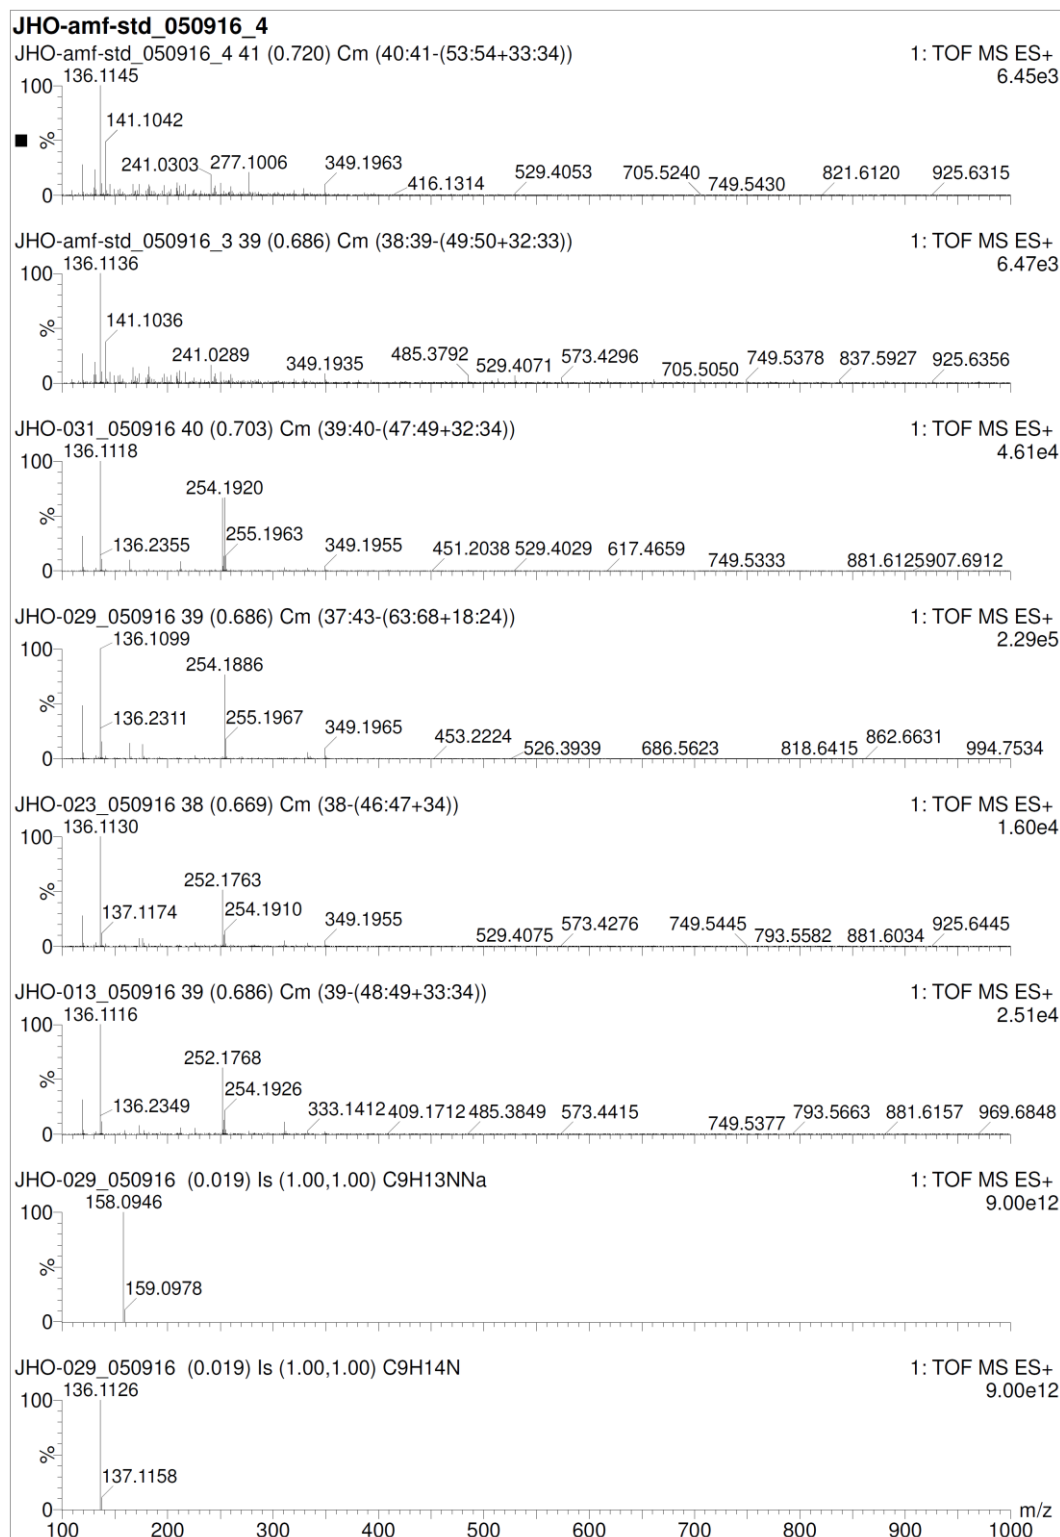 JHO-amf-std_050916_4
JHO-amf-std_050916_4 41 (0.720) Cm (40:41-(53:54+33:34)) 1: TOF MS ES+
136.1145 6.45e3
100
141.1042
%
241.0303 277.1006 349.1963 416.1314 529.4053 705.5240 749.5430 821.6120 925.6315
0
JHO-amf-std_050916_3 39 (0.686) Cm (38:39-(49:50+32:33)) 1: TOF MS ES+
136.1136 6.47e3
100
141.1036
%
241.0289 349.1935 485.3792 529.4071 573.4296 705.5050 749.5378 837.5927 925.6356
0
JHO-031_050916 40 (0.703) Cm (39:40-(47:49+32:34)) 1: TOF MS ES+
136.1118 4.61e4
100
254.1920
%
136.2355 255.1963 349.1955 451.2038 529.4029 617.4659 749.5333 881.6125 907.6912
0
JHO-029_050916 39 (0.686) Cm (37:43-(63:68+18:24)) 1: TOF MS ES+
136.1099 2.29e5
100
254.1886
%
136.2311 255.1967 349.1965 453.2224 526.3939 686.5623 818.6415 862.6631 994.7534
0
JHO-023_050916 38 (0.669) Cm (38-(46:47+34)) 1: TOF MS ES+
136.1130 1.60e4
100
252.1763
%
137.1174 254.1910 349.1955 529.4075 573.4276 749.5445 793.5582 881.6034 925.6445
0
JHO-013_050916 39 (0.686) Cm (39-(48:49+33:34)) 1: TOF MS ES+
136.1116 2.51e4
100
252.1768
%
136.2349 254.1926 333.1412 409.1712 485.3849 573.4415 749.5377 793.5663 881.6157 969.6848
0
JHO-029_050916 (0.019) Is (1.00,1.00) C9H13NNa 1: TOF MS ES+
158.0946 9.00e12
100
%
159.0978
0
JHO-029_050916 (0.019) Is (1.00,1.00) C9H14N 1: TOF MS ES+
136.1126 9.00e12
100
%
137.1158
0 m/z
100 200 300 400 500 600 700 800 900 1000